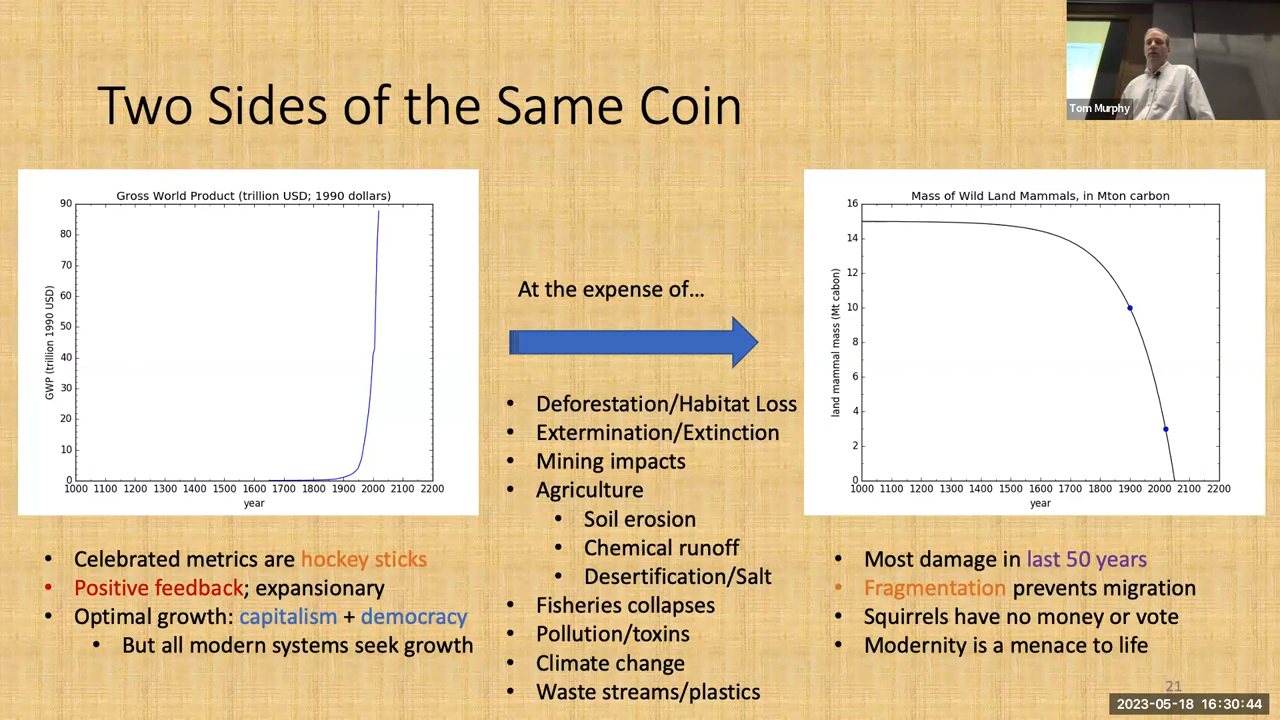 Tom Murphy
Two Sides of the Same Coin
Gross World Product (trillion USD; 1990 dollars)
GWP (trillion 1990 USD)
90
80
70
60
50
40
30
20
10
0
1000 1100 1200 1300 1400 1500 1600 1700 1800 1900 2000 2100 2200
year
• Celebrated metrics are hockey sticks
• Positive feedback; expansionary
• Optimal growth: capitalism + democracy
• But all modern systems seek growth
At the expense of…
• Deforestation/Habitat Loss
• Extermination/Extinction
• Mining impacts
• Agriculture
• Soil erosion
• Chemical runoff
• Desertification/Salt
• Fisheries collapses
• Pollution/toxins
• Climate change
• Waste streams/plastics
Mass of Wild Land Mammals, in Mton carbon
land mammal mass (Mt cabon)
16
14
12
10
8
6
4
2
0
1000 1100 1200 1300 1400 1500 1600 1700 1800 1900 2000 2100 2200
year
• Most damage in last 50 years
• Fragmentation prevents migration
• Squirrels have no money or vote
• Modernity is a menace to life
21
2023-05-18 16:30:44